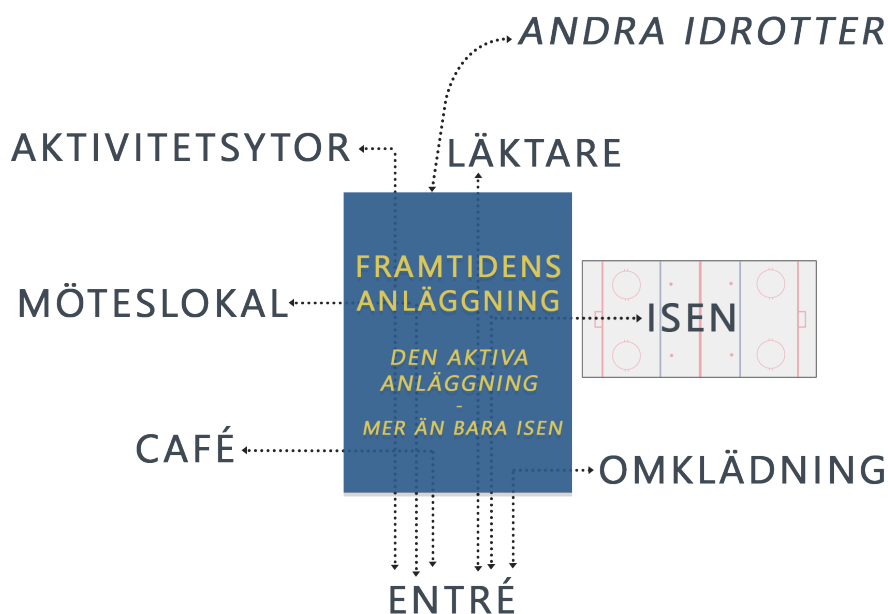 ANDRA IDROTTER
AKTIVITETSYTOR
LÄKTARE
FRAMTIDENS
ANLÄGGNING
MÖTESLOKAL
ISEN
DEN AKTIVA
ANLÄGGNING
-
MER ÄN BARA ISEN
CAFÉ
OMKLÄDNING
ENTRÉ